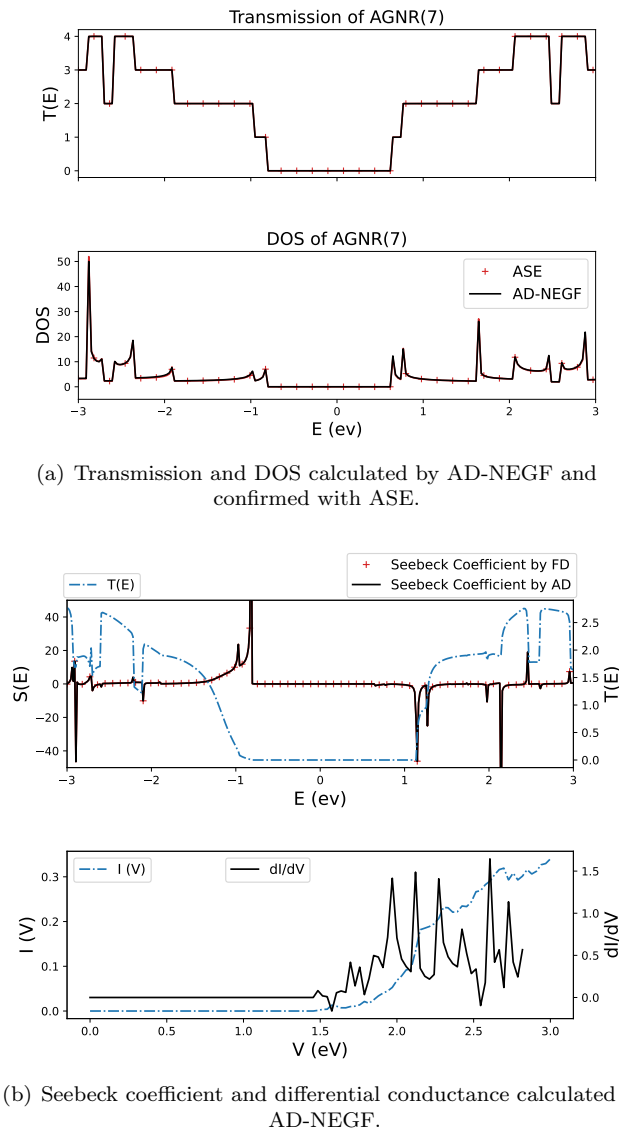 Transmission of AGNR(7)
4
3
2
1
0
T(E)
DOS of AGNR(7)
50
40
30
20
10
0
DOS
ASE
AD-NEGF
−3
−2
−1
0
1
2
3
E (ev)
(a) Transmission and DOS calculated by AD-NEGF and
confirmed with ASE.
T(E)
Seebeck Coefficient by FD
Seebeck Coefficient by AD
40
20
0
−20
−40
S(E)
2.5
2.0
1.5
1.0
0.5
0.0
T(E)
−3
−2
−1
0
1
2
3
E (ev)
I (V)
dI/dV
0.3
0.2
0.1
0.0
I (V)
1.5
1.0
0.5
0.0
dI/dV
0.0
0.5
1.0
1.5
2.0
2.5
3.0
V (eV)
(b) Seebeck coefficient and differential conductance calculated
AD-NEGF.